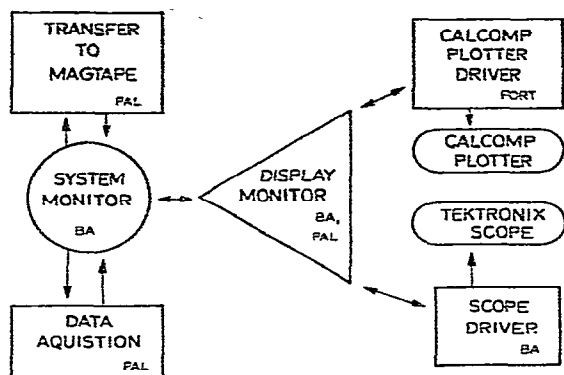 TRANSFER
TO
MAGTAPE
PAL
SYSTEM
MONITOR
BA
DATA
AQUISTION
PAL
DISPLAY
MONITOR
BA,
PAL
CALCOMP
PLOTTER
DRIVER
FORT
CALCOMP
PLOTTER
TEKTRONIX
SCOPE
SCOPE
DRIVER
BA